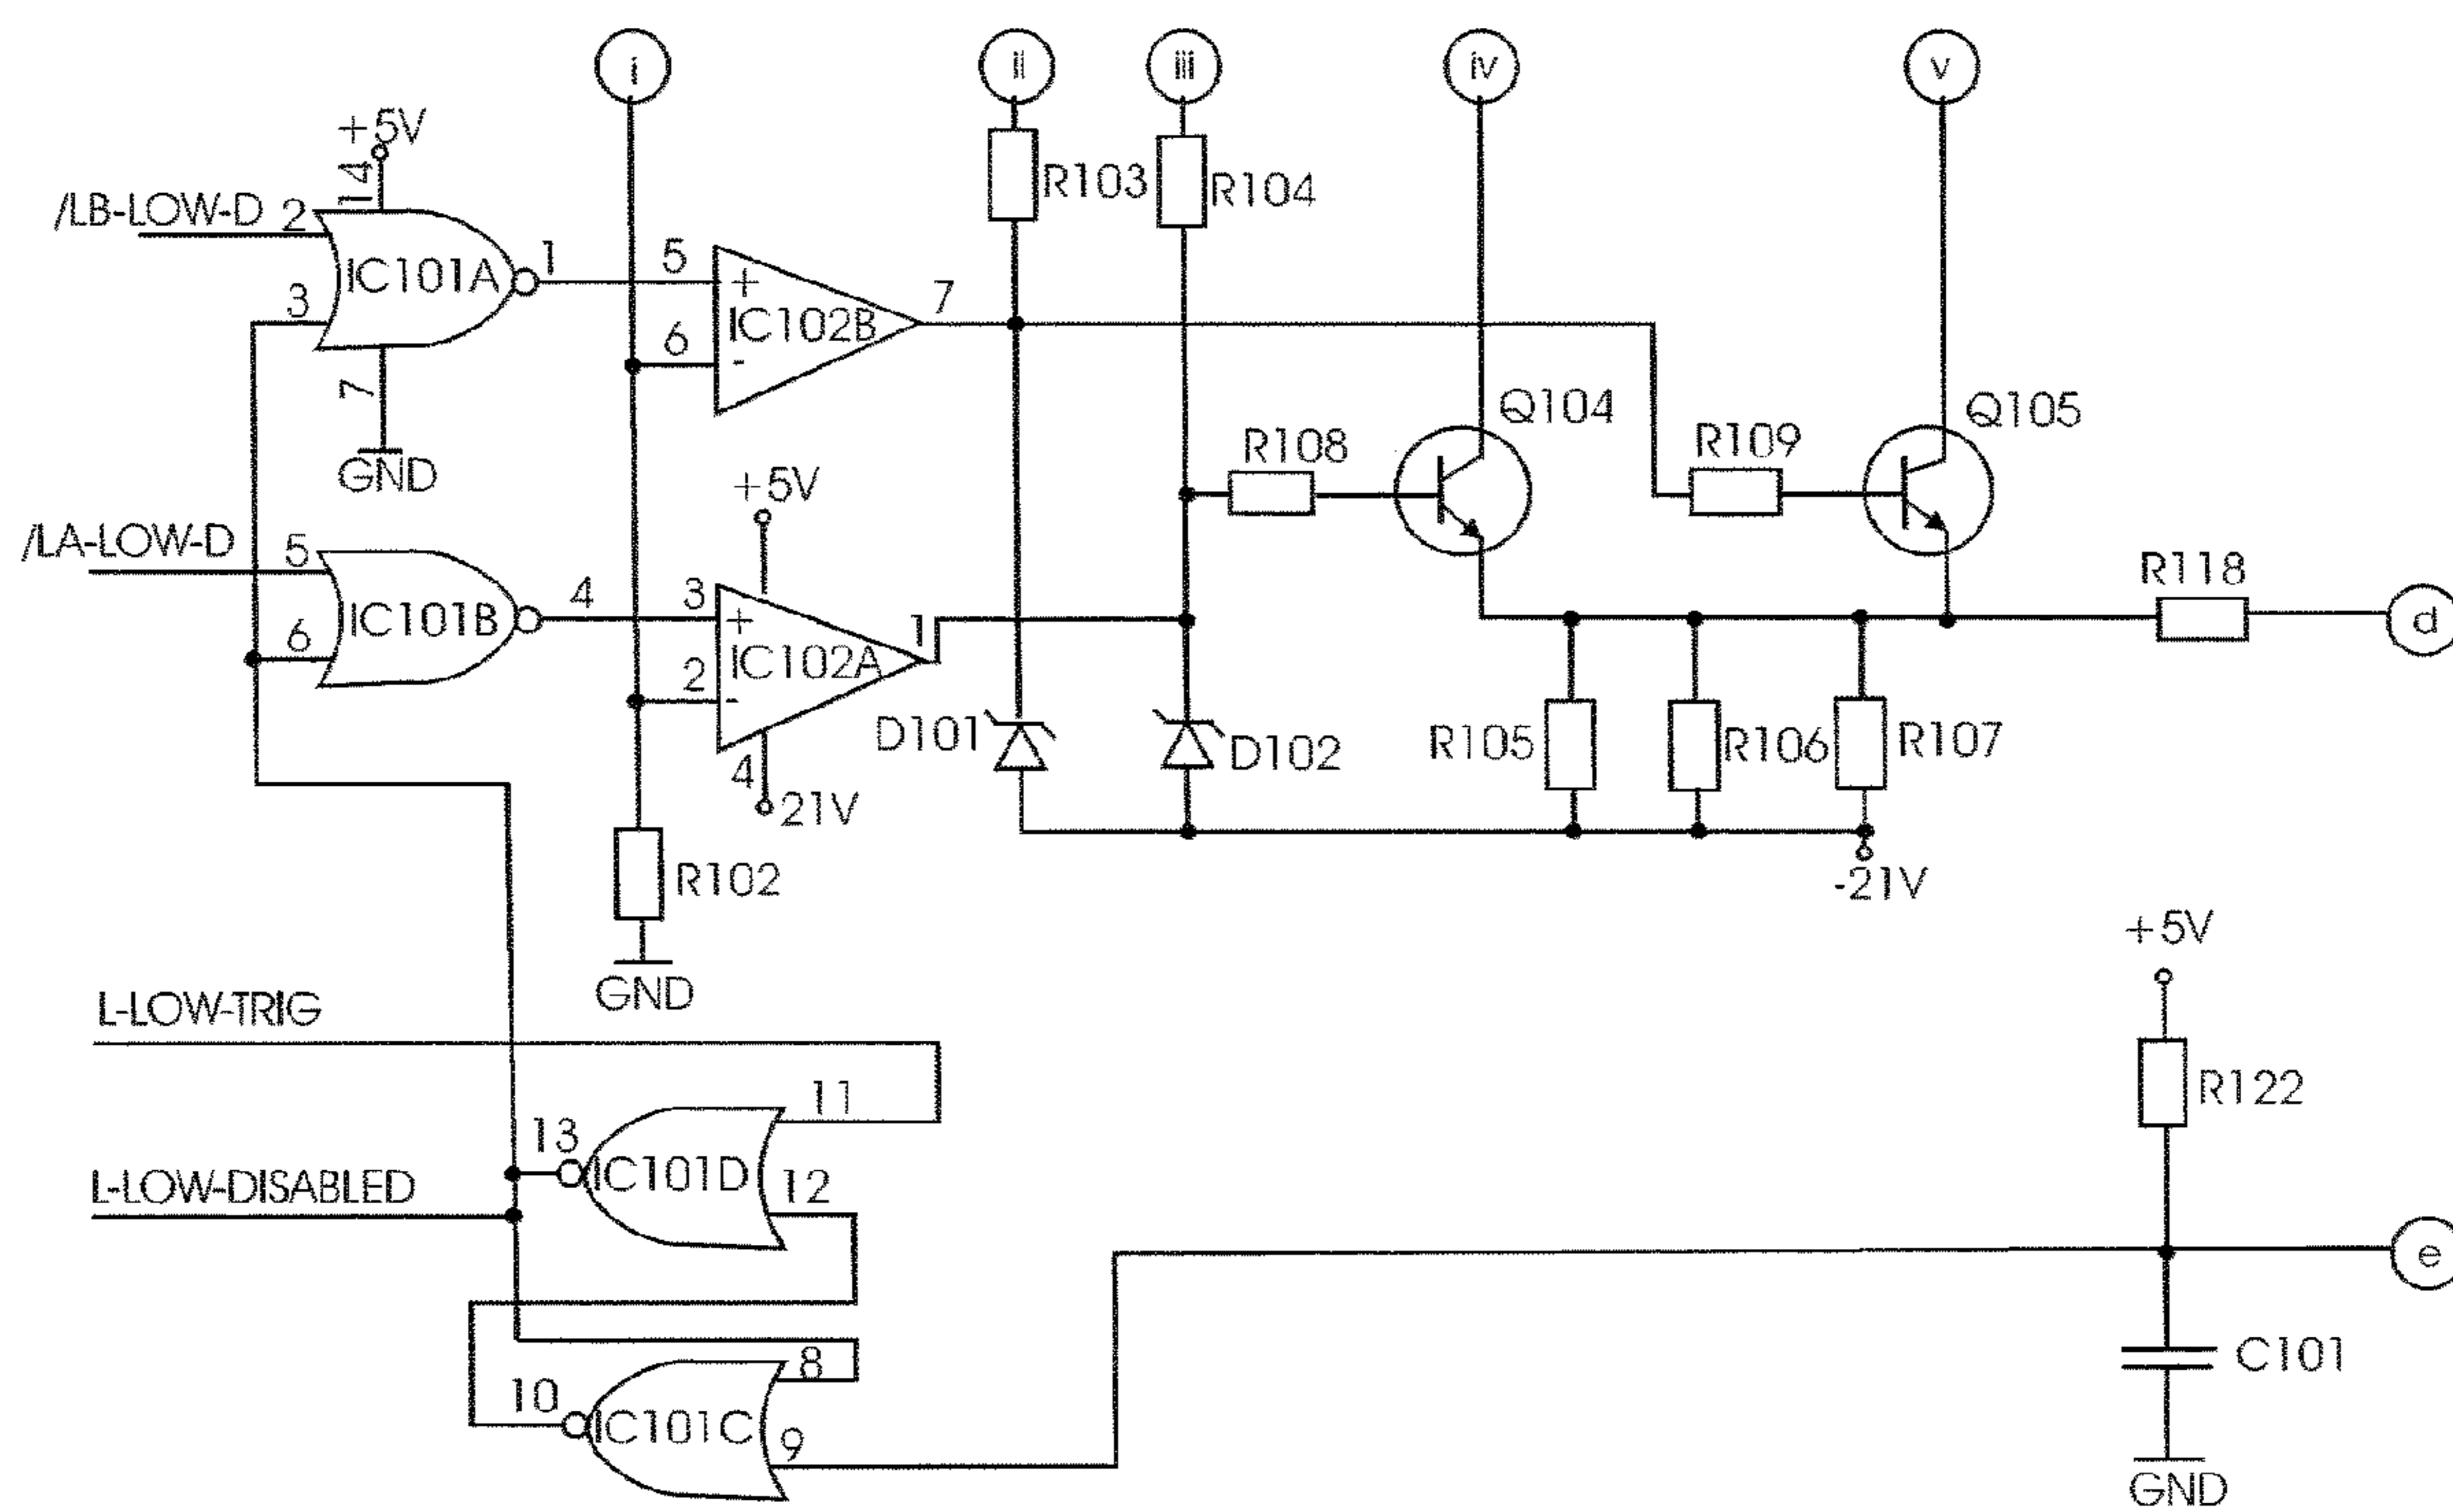 i
ii
iii
iv
v
+5V
14
/LB-LOW-D
2
3
IC101A
1
7
GND
R103
R104
5
6
+
-
IC102B
7
Q104
Q105
R108
R109
/LA-LOW-D
5
6
IC101B
4
+5V
3
2
+
-
IC102A
1
4
21V
R118
d
D101
D102
R105
R106
R107
-21V
R102
GND
+5V
L-LOW-TRIG
11
R122
13
IC101D
12
L-LOW-DISABLED
e
8
10
IC101C
9
C101
GND